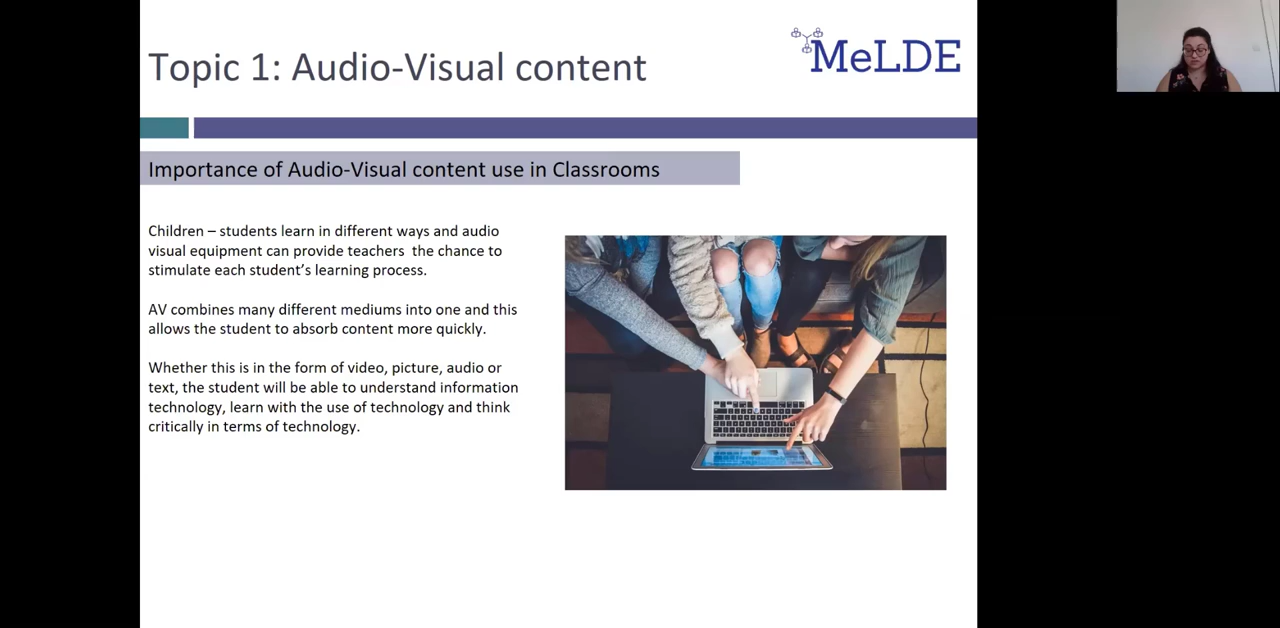 Topic 1: Audio-Visual content
MeLDE
Importance of Audio-Visual content use in Classrooms
Children – students learn in different ways and audio
visual equipment can provide teachers  the chance to
stimulate each student's learning process.
AV combines many different mediums into one and this
allows the student to absorb content more quickly.
Whether this is in the form of video, picture, audio or
text, the student will be able to understand information
technology, learn with the use of technology and think
critically in terms of technology.